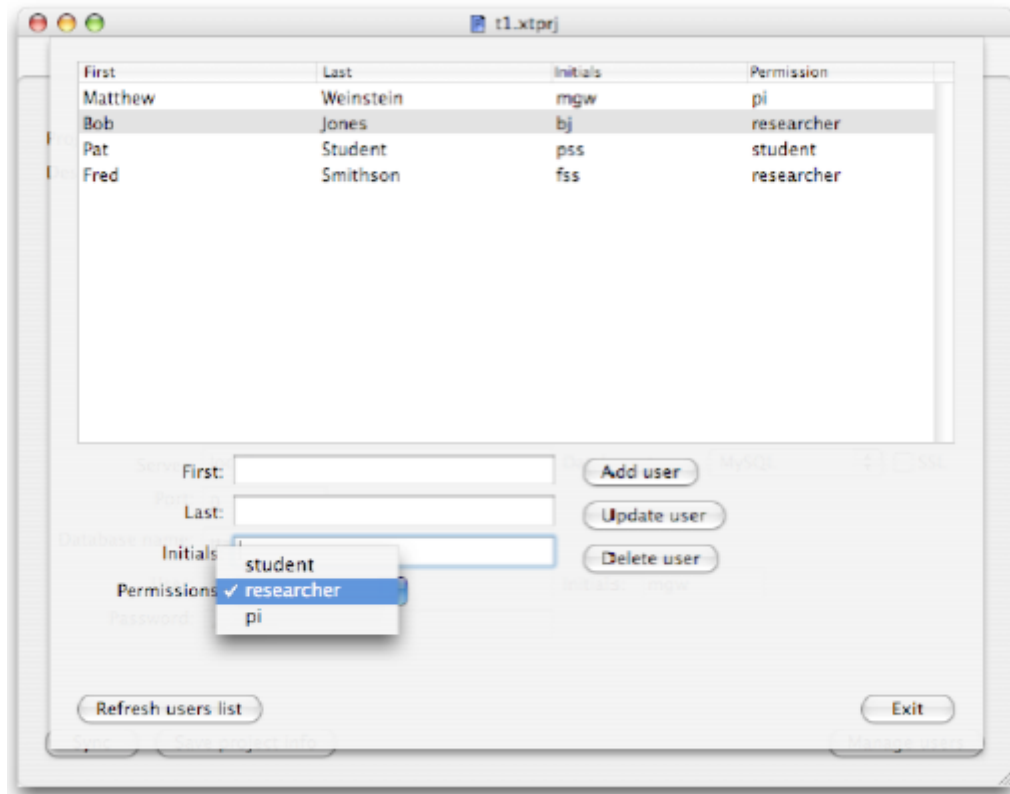 t1.xtprj
First Last Initials Permission
Matthew Weinstein mgw pi
Bob Jones bj researcher
Pat Student pss student
Fred Smithson fss researcher
First: Add user
MySQL SSL
Port
Last: Update user
Database name:
Initials Delete user
student
Permissions ✓ researcher
Initials: mgw
pi
Password:
Refresh users list Exit
Sync Save project info Manage users